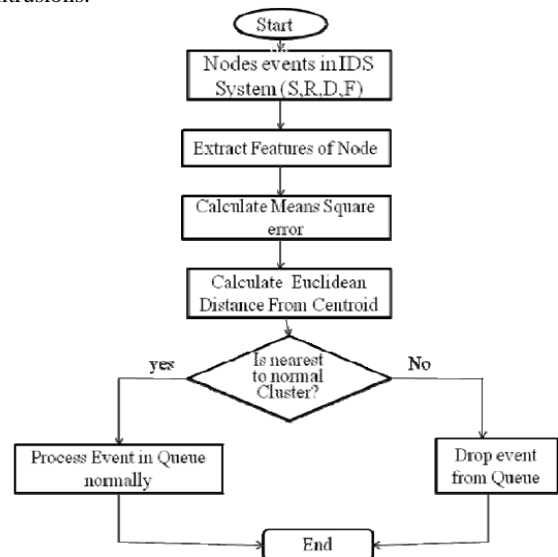 intrusions.
Start
Nodes events in IDS
System (S,R,D,F)
Extract Features of Node
Calculate Means Square
error
Calculate Euclidean
Distance From Centroid
Is nearest
to normal
Cluster?
yes
No
Process Event in Queue
normally
Drop event
from Queue
End